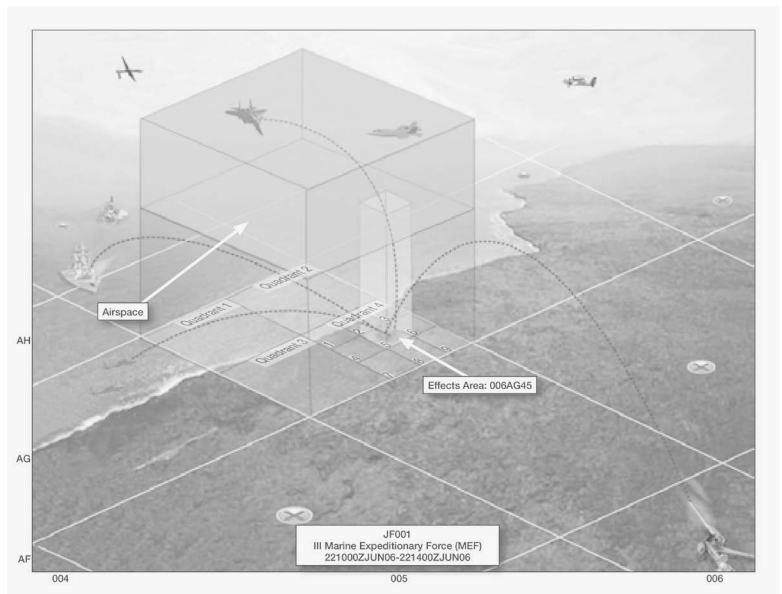 Quadrant 2
Quadrant 1
Airspace
Quadrant 4
3
2
6
AH
Quadrant 3
1
5
9
4
8
7
Effects Area: 006AG45
AG
JF001
III Marine Expeditionary Force (MEF)
221000ZJUN06-221400ZJUN06
AF
004
005
006